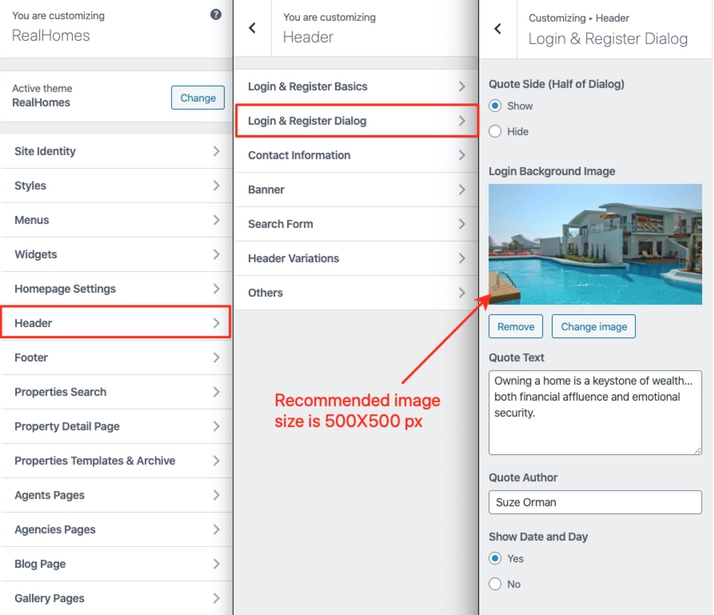 You are customizing
RealHomes
Active theme
RealHomes
Change
Site Identity
Styles
Menus
Widgets
Homepage Settings
Header
Footer
Properties Search
Property Detail Page
Properties Templates & Archive
Agents Pages
Agencies Pages
Blog Page
Gallery Pages
You are customizing
Header
Login & Register Basics
Login & Register Dialog
Contact Information
Banner
Search Form
Header Variations
Others
Recommended image
size is 500X500 px
Customizing ▸ Header
Login & Register Dialog
Quote Side (Half of Dialog)
Show
Hide
Login Background Image
Remove
Change image
Quote Text
Owning a home is a keystone of wealth...
both financial affluence and emotional
security.
Quote Author
Suze Orman
Show Date and Day
Yes
No